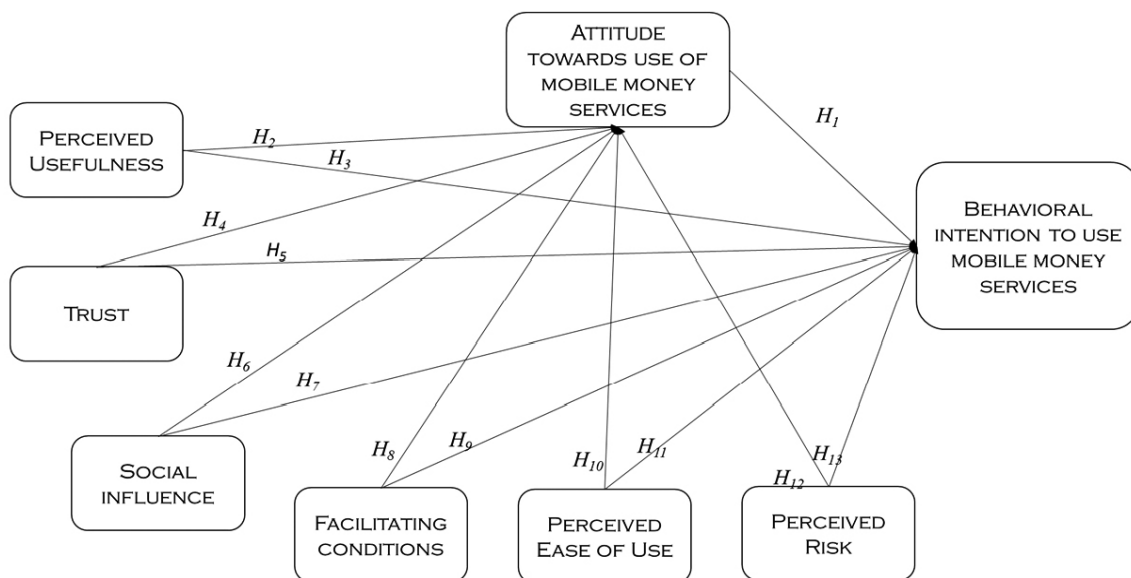 ATTITUDE
TOWARDS USE OF
MOBILE MONEY
SERVICES
H1
PERCEIVED
USEFULNESS
H2
H3
BEHAVIORAL
INTENTION TO USE
MOBILE MONEY
SERVICES
H4
H5
TRUST
H6
H7
SOCIAL
INFLUENCE
H8
H9
H10
H11
H12
H13
FACILITATING
CONDITIONS
PERCEIVED
EASE OF USE
PERCEIVED
RISK